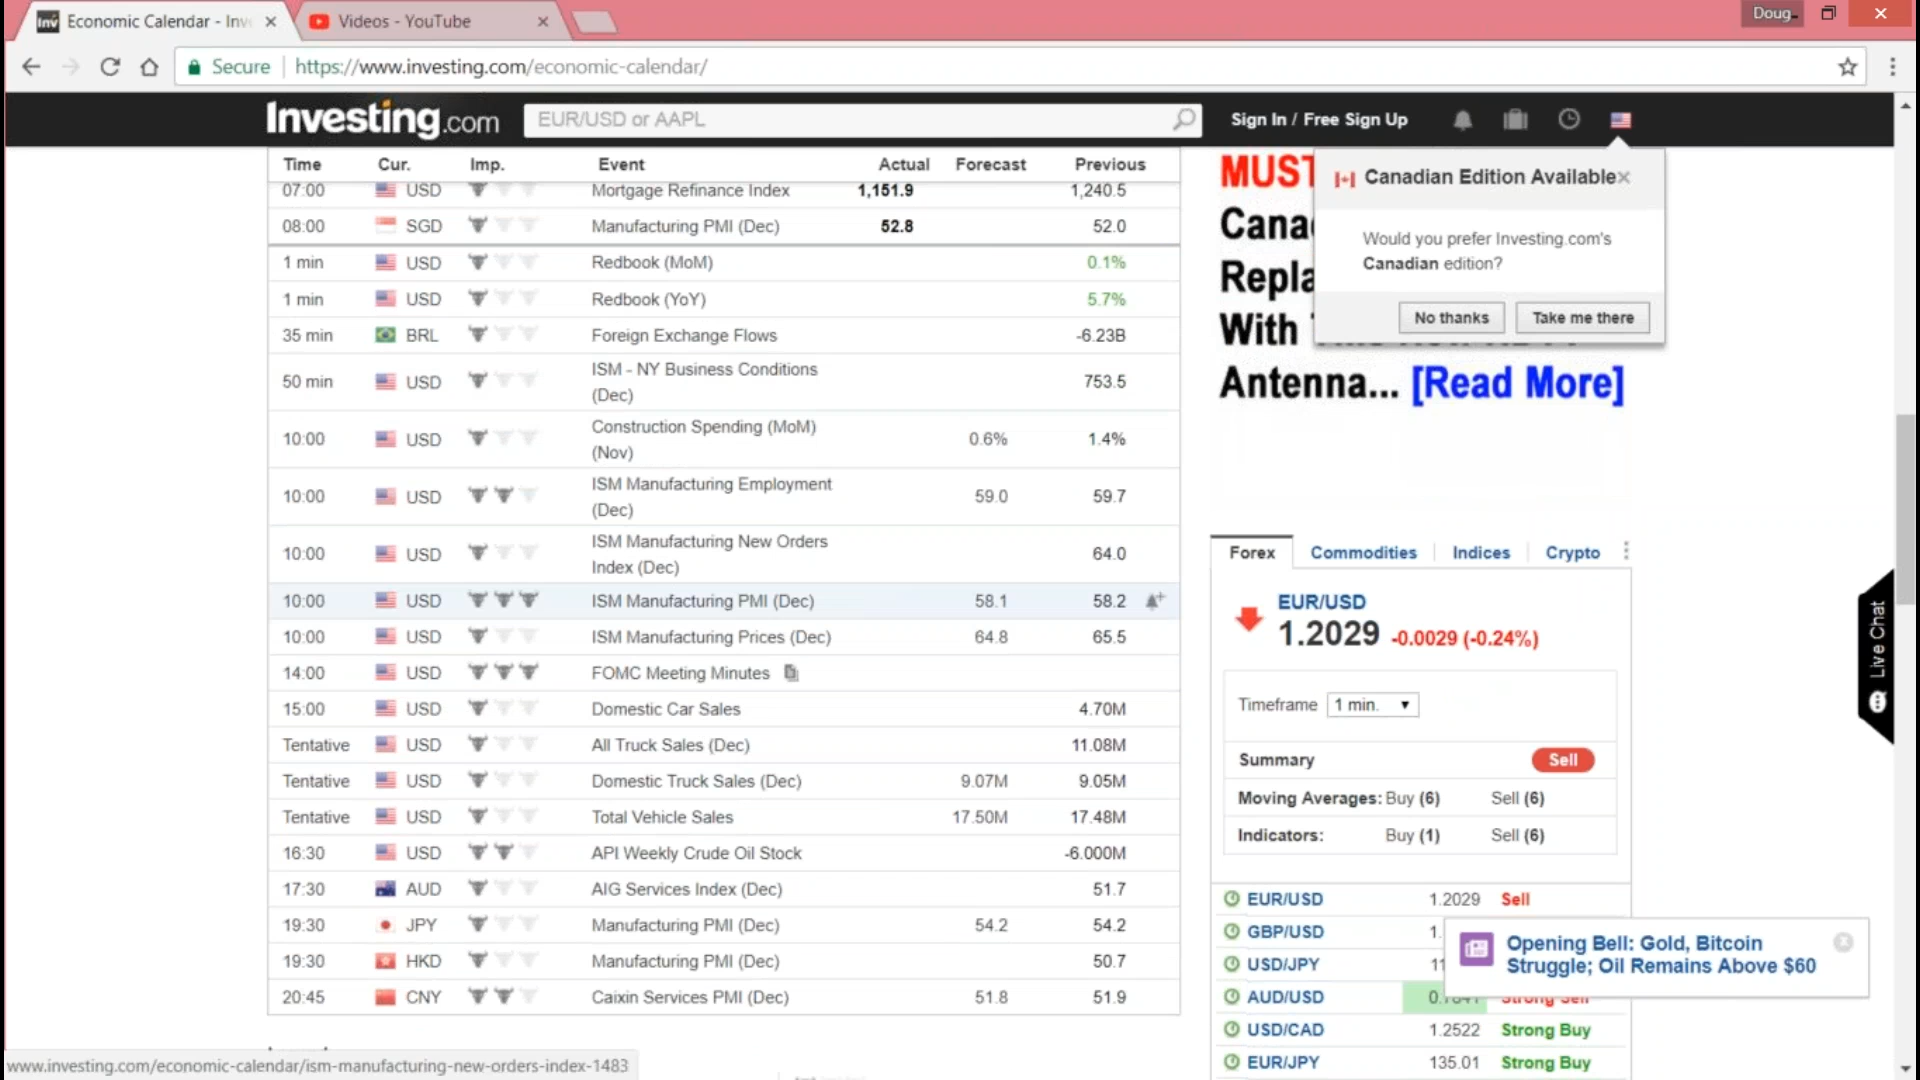 Economic Calendar - Inv
Videos - YouTube
Doug
Secure
https://www.investing.com/economic-calendar/
Investing.com
EUR/USD or AAPL
Sign In / Free Sign Up
Time Cur. Imp. Event Actual Forecast Previous
07:00 USD Mortgage Refinance Index 1,151.9 1,240.5
08:00 SGD Manufacturing PMI (Dec) 52.8 52.0
1 min USD Redbook (MoM) 0.1%
1 min USD Redbook (YoY) 5.7%
35 min BRL Foreign Exchange Flows -6.23B
50 min USD ISM - NY Business Conditions (Dec) 753.5
10:00 USD Construction Spending (MoM) (Nov) 0.6% 1.4%
10:00 USD ISM Manufacturing Employment (Dec) 59.0 59.7
10:00 USD ISM Manufacturing New Orders Index (Dec) 64.0
10:00 USD ISM Manufacturing PMI (Dec) 58.1 58.2
10:00 USD ISM Manufacturing Prices (Dec) 64.8 65.5
14:00 USD FOMC Meeting Minutes
15:00 USD Domestic Car Sales 4.70M
Tentative USD All Truck Sales (Dec) 11.08M
Tentative USD Domestic Truck Sales (Dec) 9.07M 9.05M
Tentative USD Total Vehicle Sales 17.50M 17.48M
16:30 USD API Weekly Crude Oil Stock -6.000M
17:30 AUD AIG Services Index (Dec) 51.7
19:30 JPY Manufacturing PMI (Dec) 54.2 54.2
19:30 HKD Manufacturing PMI (Dec) 50.7
20:45 CNY Caixin Services PMI (Dec) 51.8 51.9
MUST
Cana
Repla
With
Antenna... [Read More]
Canadian Edition Available
Would you prefer Investing.com's
Canadian edition?
No thanks
Take me there
Forex Commodities Indices Crypto
EUR/USD
1.2029 -0.0029 (-0.24%)
Timeframe 1 min.
Summary Sell
Moving Averages: Buy (6) Sell (6)
Indicators: Buy (1) Sell (6)
EUR/USD 1.2029 Sell
GBP/USD 1.
USD/JPY 11
AUD/USD
USD/CAD 1.2522 Strong Buy
EUR/JPY 135.01 Strong Buy
Opening Bell: Gold, Bitcoin
Struggle; Oil Remains Above $60
Live Chat
www.investing.com/economic-calendar/ism-manufacturing-new-orders-index-1483